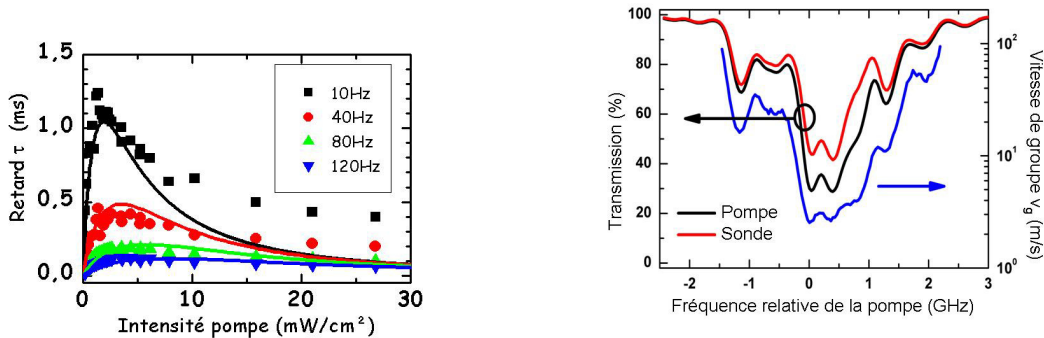 1,5
1,0
0,5
0,0
0
10
20
30
Retard τ (ms)
Intensité pompe (mW/cm²)
10Hz
40Hz
80Hz
120Hz
100
80
60
40
20
0
-2
-1
0
1
2
3
Transmission (%)
Fréquence relative de la pompe (GHz)
Pompe
Sonde
10²
10¹
10⁰
Vitesse
de groupe vg (m/s)